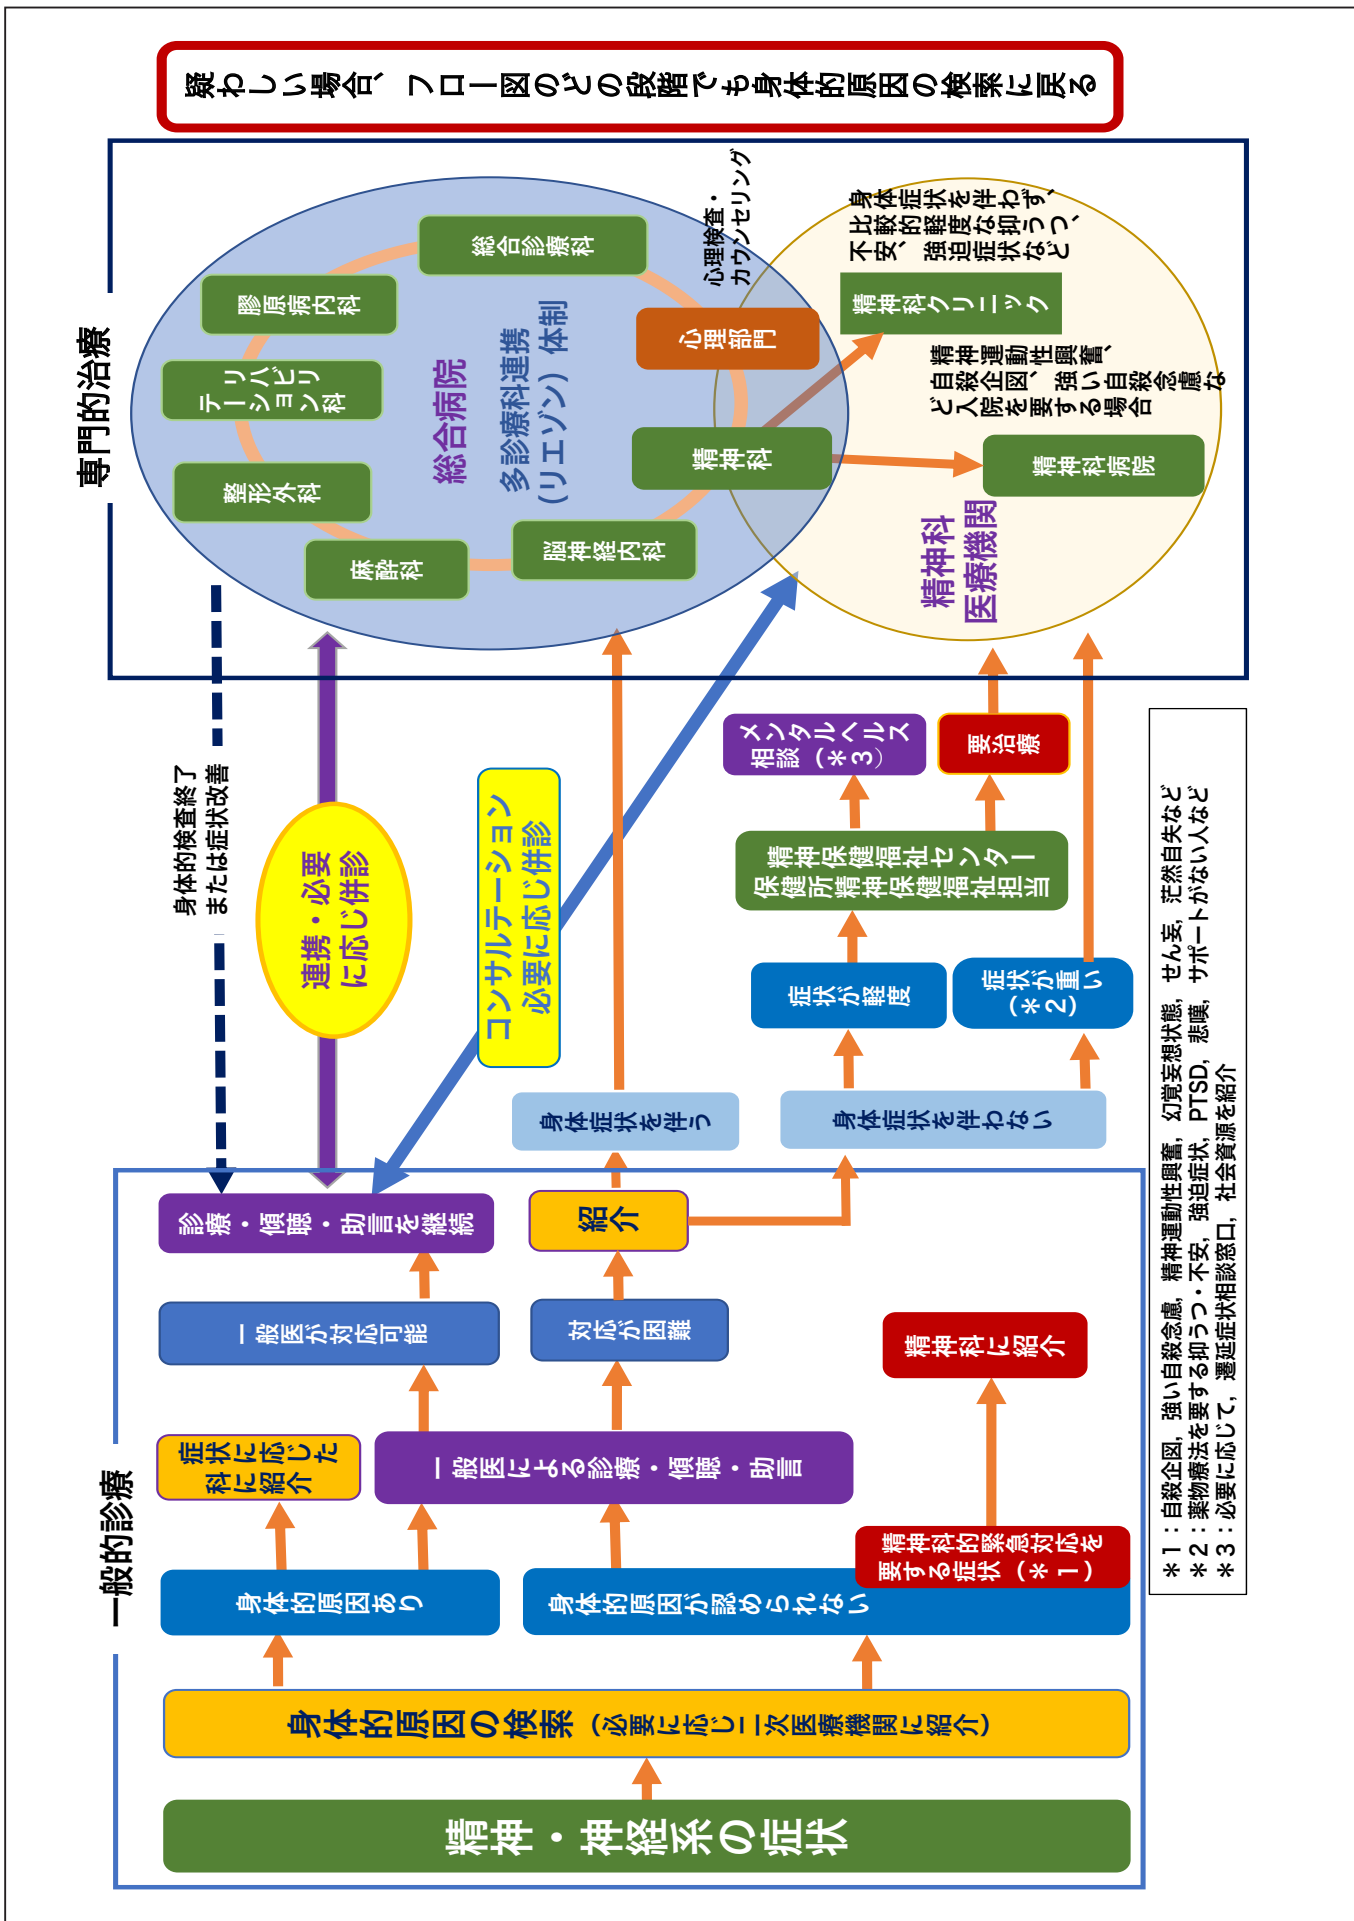 疑わしい場合、フロー図のどの段階でも身体的原因の検索に戻る
一般的診療
精神・神経系の症状
身体的原因の検索（必要に応じ二次医療機関に紹介）
身体的原因あり
身体的原因が認められない
精神科的緊急対応を
要する症状（＊１）
症状に応じた
科に紹介
一般医による診療・傾聴・助言
精神科に紹介
一般医が対応可能
対応が困難
診療・傾聴・助言を継続
紹介
身体症状を伴う
身体症状を伴わない
症状が軽度
症状が重い
（＊２）
精神保健福祉センター
保健所精神保健福祉担当
メンタルヘルス
相談（＊３）
要治療
身体的検査終了
または症状改善
連携・必要
に応じ併診
コンサルテーション
必要に応じ併診
専門的治療
総合病院
多診療科連携
（リエゾン）体制
総合診療科
膠原病内科
リハビリ
テーション科
整形外科
麻酔科
脳神経内科
精神科
心理部門
心理検査・
カウンセリング
身体症状を伴わず、
比較的軽度な抑うつ、
不安、強迫症状など
精神科クリニック
精神運動性興奮、
自殺企図、強い自殺念慮な
ど入院を要する場合
精神科病院
精神科
医療機関
＊１：自殺企図，強い自殺念慮，精神運動性興奮，幻覚妄想状態，せん妄，茫然自失など
＊２：薬物療法を要する抑うつ・不安，強迫症状，PTSD，悲嘆，サポートがない人など
＊３：必要に応じて，遷延症状相談窓口，社会資源を紹介